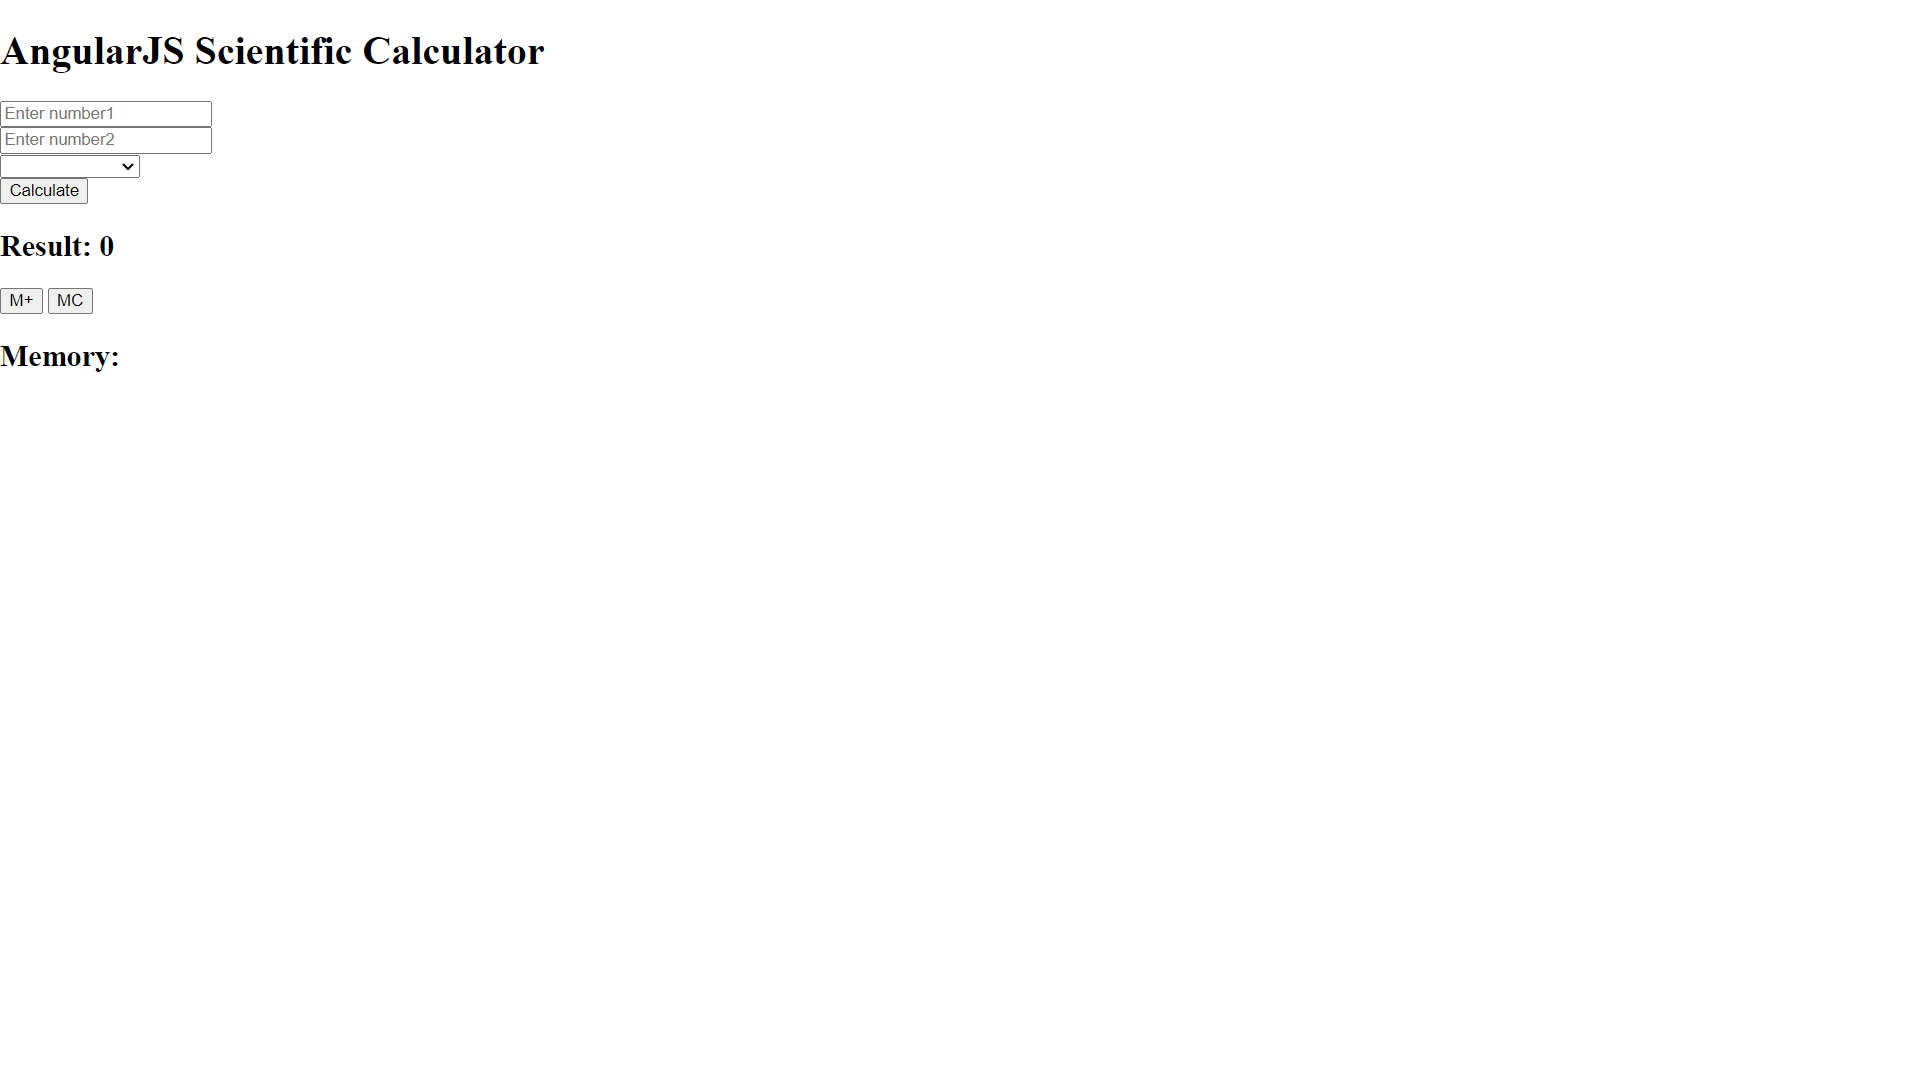 AngularJS Scientific Calculator
Enter number1
Enter number2
Calculate
Result: 0
M+ MC
Memory: